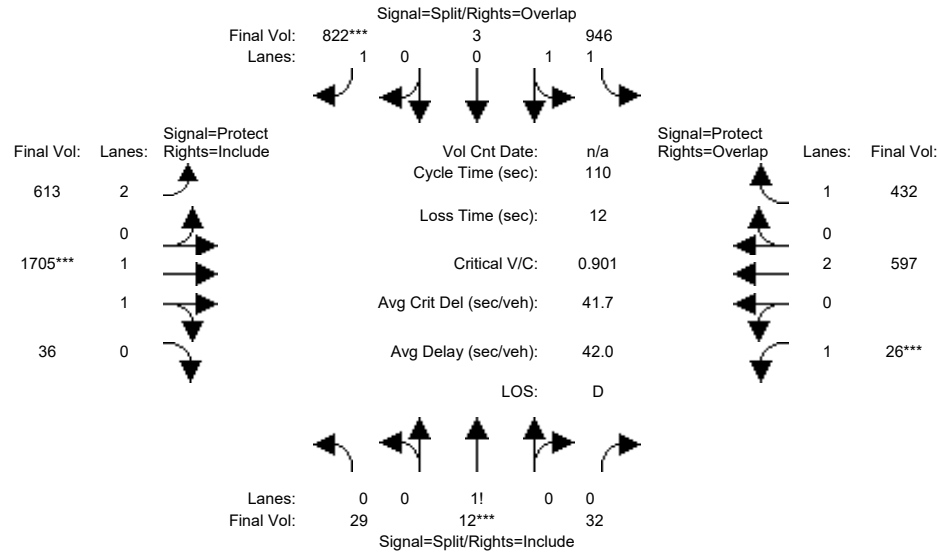 Signal=Split/Rights=Overlap
Final Vol: 822*** 3 946
Lanes: 1 0 0 1 1
Signal=Protect
Final Vol: Lanes: Rights=Include
Vol Cnt Date: n/a
Signal=Protect
Rights=Overlap Lanes: Final Vol:
Cycle Time (sec): 110
613 2
1 432
Loss Time (sec): 12
0
0
1705*** 1
Critical V/C: 0.901
2 597
1
Avg Crit Del (sec/veh): 41.7
0
36 0
Avg Delay (sec/veh): 42.0
1 26***
LOS: D
Lanes: 0 0 1! 0 0
Final Vol: 29 12*** 32
Signal=Split/Rights=Include